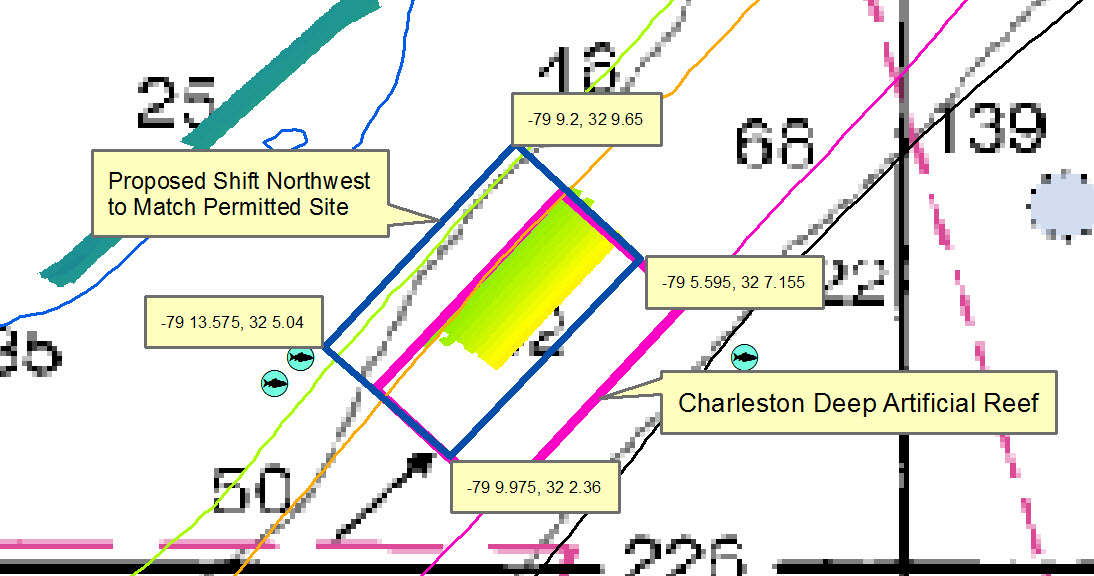 16
25
-79 9.2, 32 9.65
68
139
Proposed Shift Northwest
to Match Permitted Site
-79 5.595, 32 7.155
-79 13.575, 32 5.04
Charleston Deep Artificial Reef
50
-79 9.975, 32 2.36
226